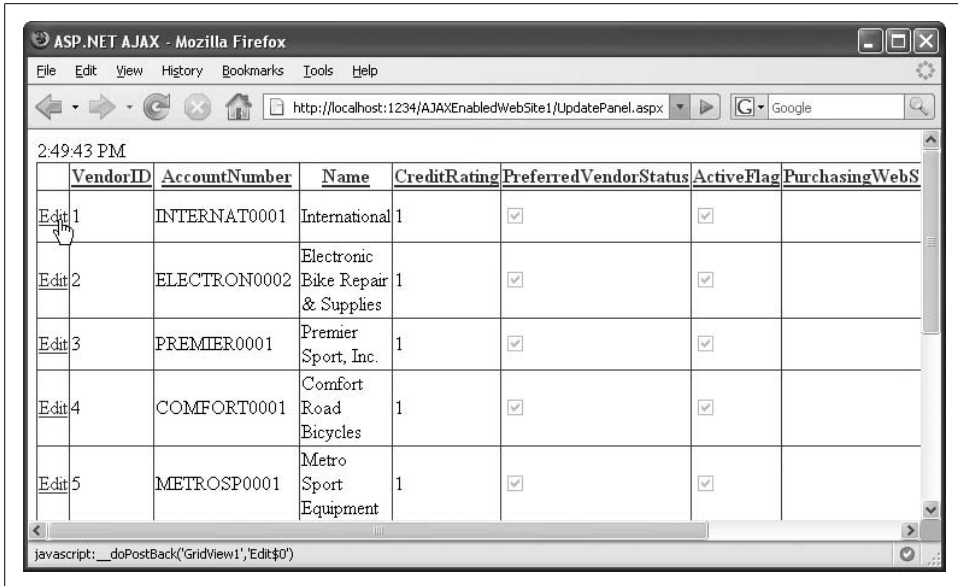 ASP.NET AJAX - Mozilla Firefox
File Edit View History Bookmarks Tools Help
http://localhost:1234/AJAXEnabledWebSite1/UpdatePanel.aspx G Google
2:49:43 PM
VendorID AccountNumber Name CreditRating PreferredVendorStatus ActiveFlag PurchasingWebS
Edit 1 INTERNAT0001 International 1
Edit 2 ELECTRON0002 Electronic Bike Repair & Supplies 1
Edit 3 PREMIER0001 Premier Sport, Inc. 1
Edit 4 COMFORT0001 Comfort Road Bicycles 1
Edit 5 METROSP0001 Metro Sport Equipment 1
javascript:__doPostBack('GridView1','Edit$0')